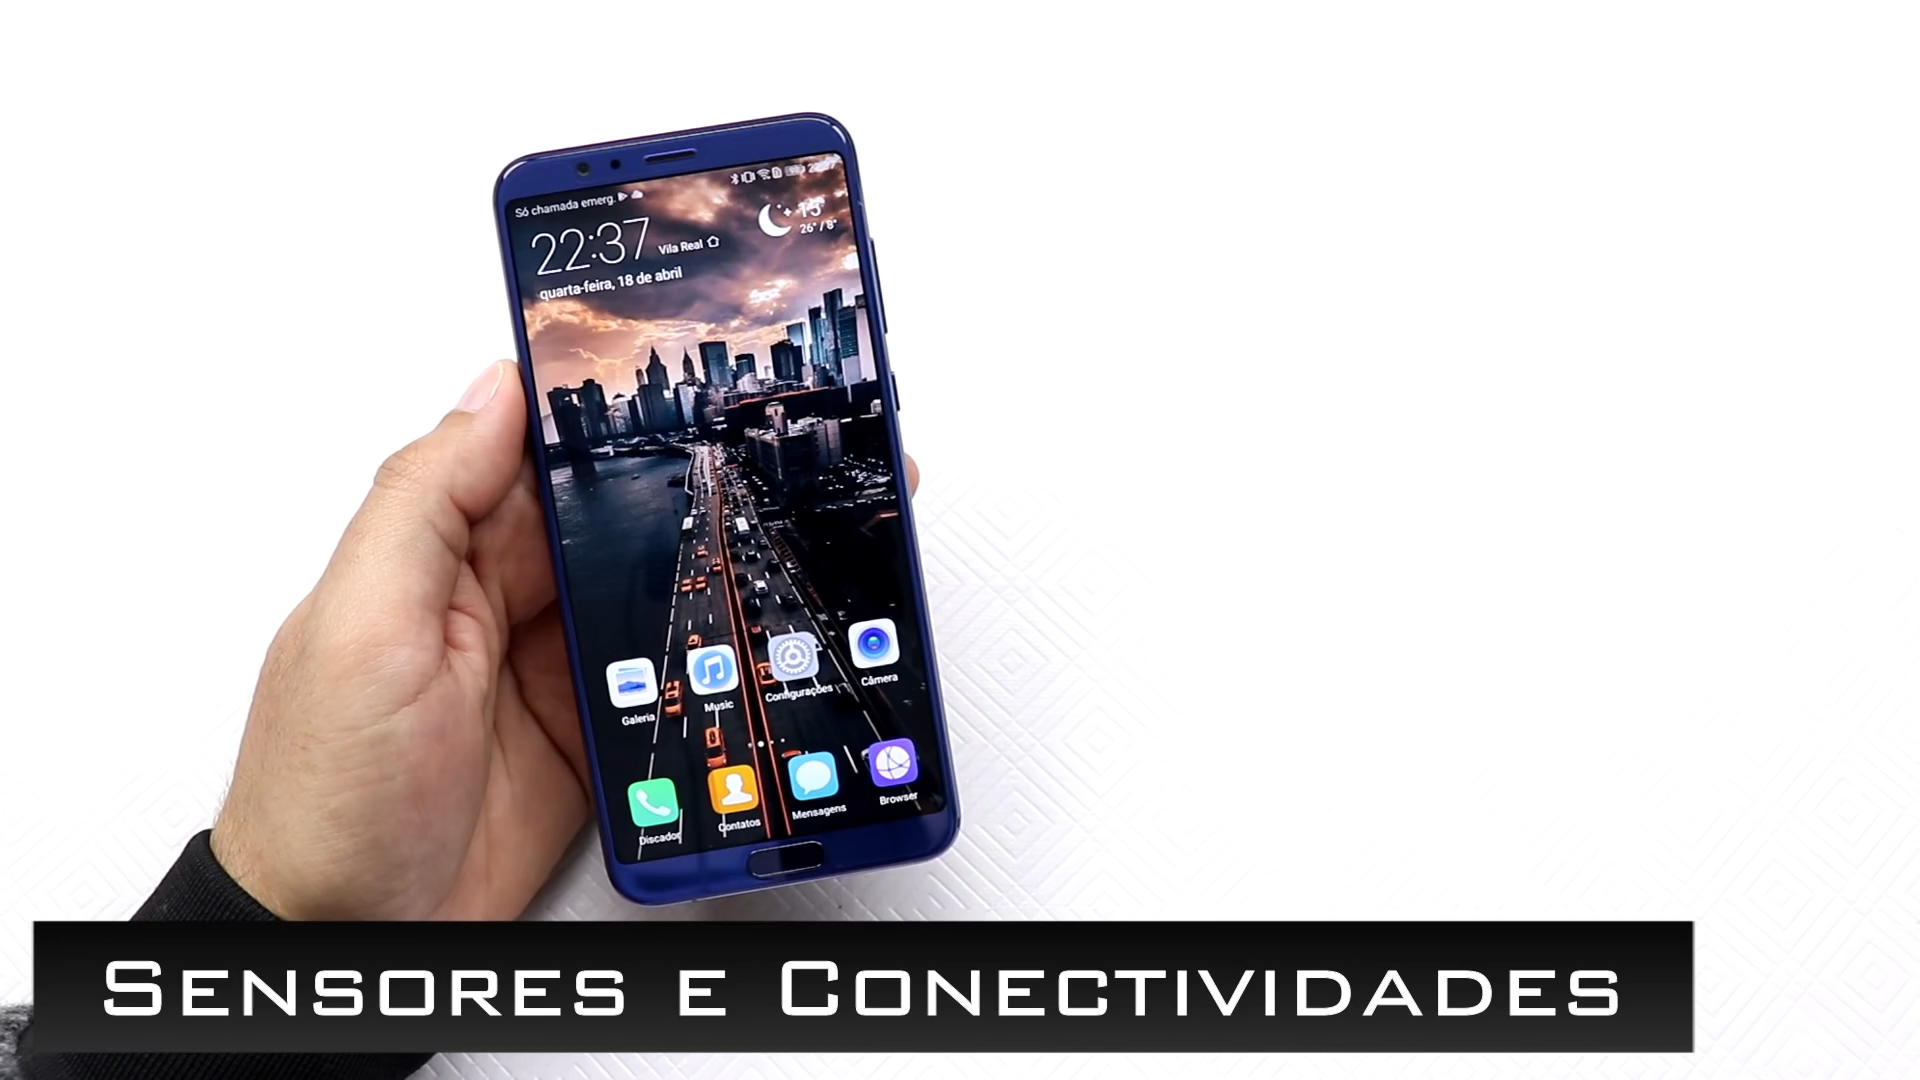 Só chamada emerg.
22:37
Vila Real
15°
26°/8°
quarta-feira, 18 de abril
Galeria
Music
Configurações
Câmera
Discador
Contatos
Mensagens
Browser
SENSORES E CONECTIVIDADES